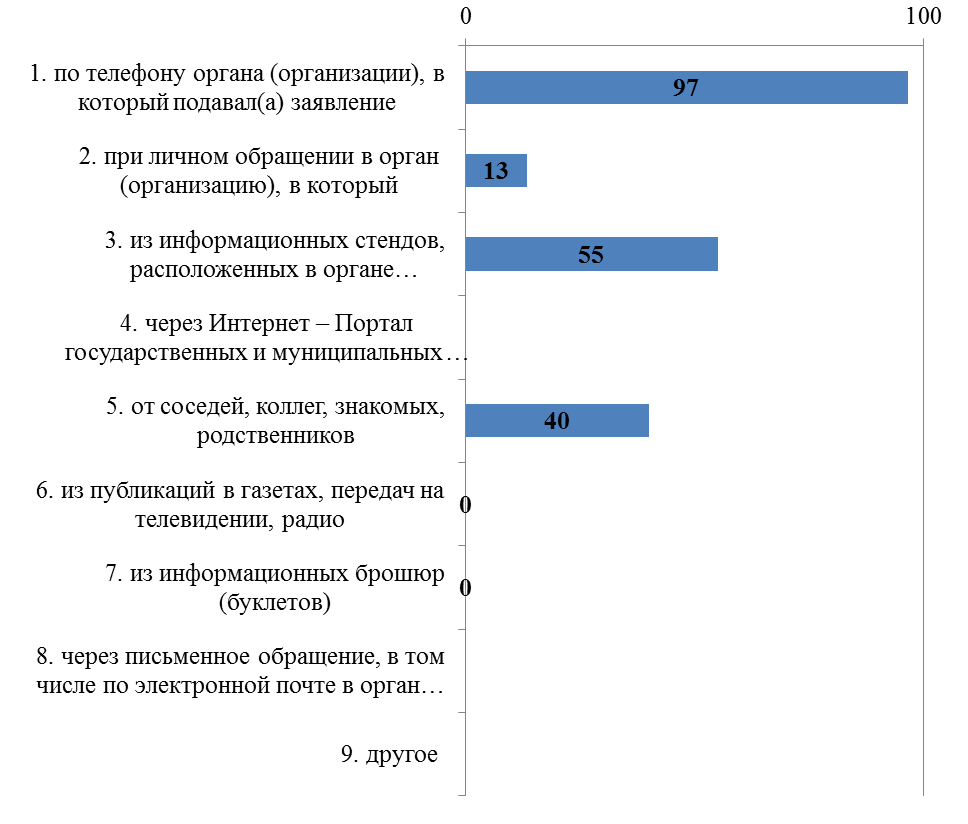 0 100
1. по телефону органа (организации), в
который подавал(а) заявление
97
2. при личном обращении в орган
(организацию), в который
13
3. из информационных стендов,
расположенных в органе…
55
4. через Интернет – Портал
государственных и муниципальных…
5. от соседей, коллег, знакомых,
родственников
40
6. из публикаций в газетах, передач на
телевидении, радио
0
7. из информационных брошюр
(буклетов)
0
8. через письменное обращение, в том
числе по электронной почте в орган…
9. другое